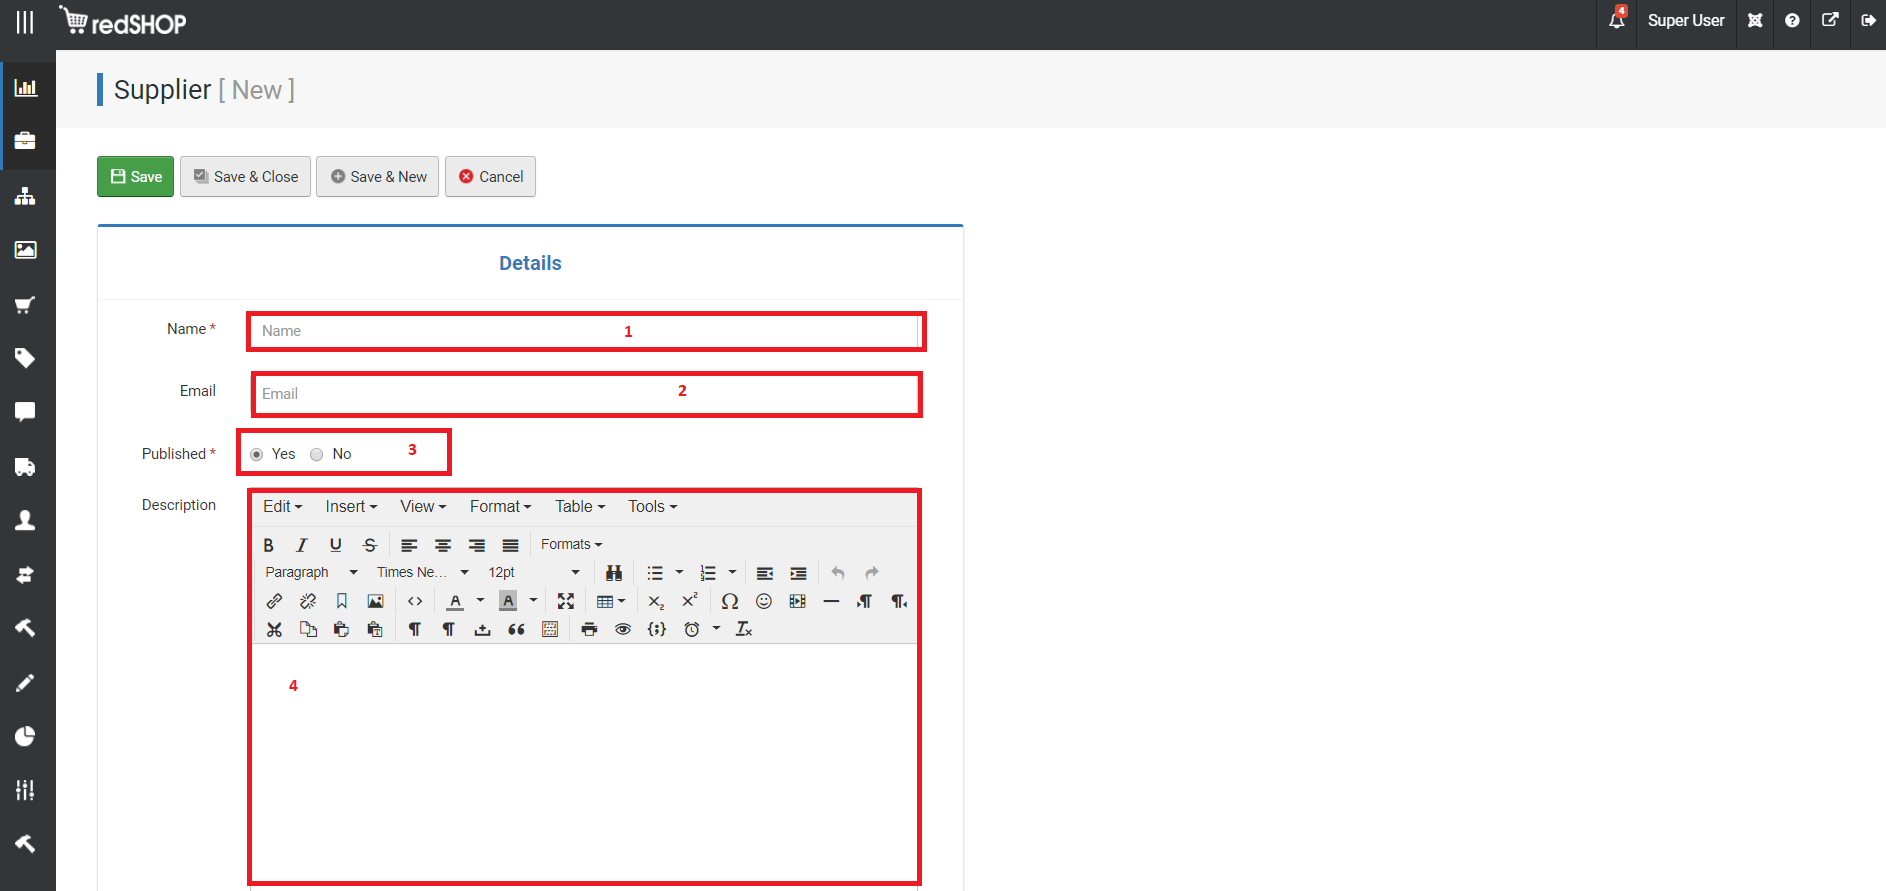 redSHOP
4
Super User
Supplier [ New ]
Save
Save & Close
Save & New
Cancel
Details
Name *
Name
1
Email
Email
2
Published *
Yes
No
3
Description
Edit
Insert
View
Format
Table
Tools
B I U S
Formats
Paragraph
Times Ne...
12pt
4